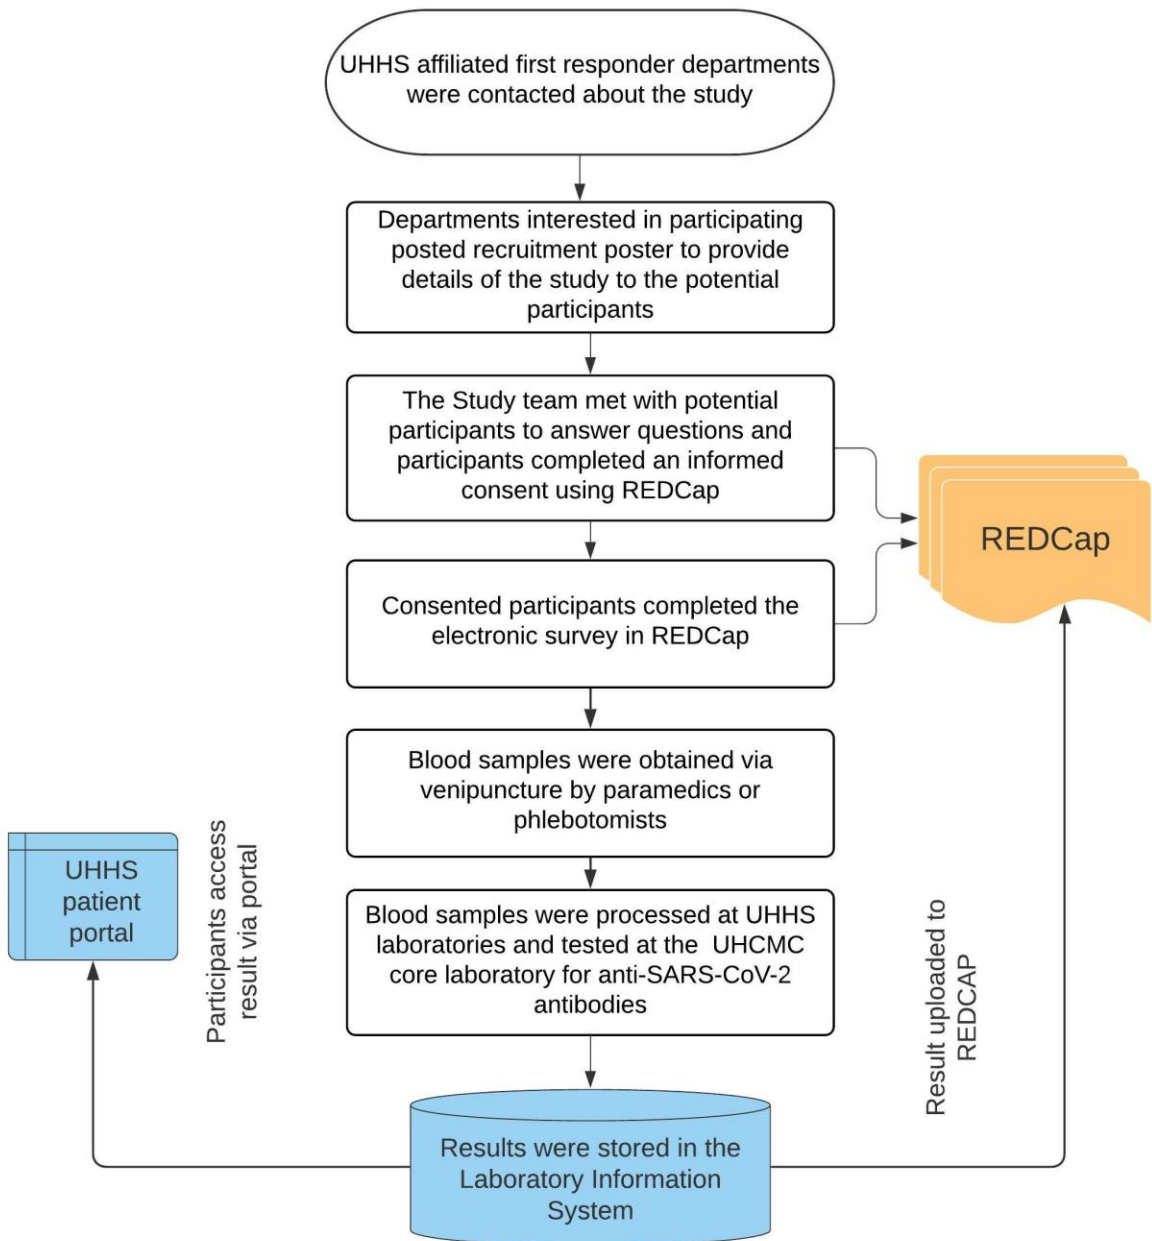 UHHS affiliated first responder departments
were contacted about the study
Departments interested in participating
posted recruitment poster to provide
details of the study to the potential
participants
The Study team met with potential
participants to answer questions and
participants completed an informed
consent using REDCap
REDCap
Consented participants completed the
electronic survey in REDCap
Blood samples were obtained via
venipuncture by paramedics or
phlebotomists
UHHS
patient
portal
Participants access
result via portal
Blood samples were processed at UHHS
laboratories and tested at the UHCMC
core laboratory for anti-SARS-CoV-2
antibodies
Result uploaded to
REDCAP
Results were stored in the
Laboratory Information
System